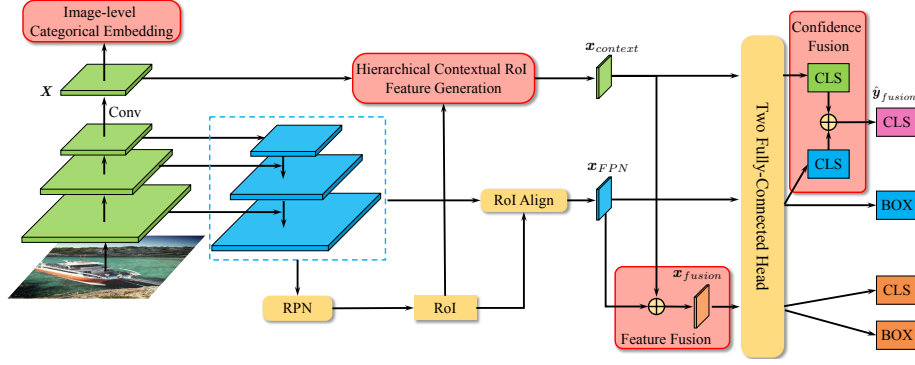 Image-level
Categorical Embedding
X
Conv
Hierarchical Contextual RoI
Feature Generation
RPN
RoI
RoI Align
x_context
x_FPN
x_fusion
Feature Fusion
Two Fully-Connected Head
Confidence
Fusion
CLS
CLS
ŷ_fusion
CLS
BOX
CLS
BOX